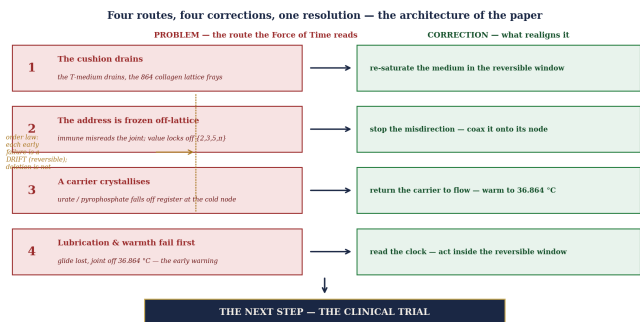 Four routes, four corrections, one resolution — the architecture of the paper
PROBLEM — the route the Force of Time reads
CORRECTION — what realigns it
1
The cushion drains
the T-medium drains, the 864 collagen lattice frays
re-saturate the medium in the reversible window
2
The address is frozen off-lattice
immune misreads the joint; value locks off {2,3,5,π}
stop the misdirection — coax it onto its node
order law:
each early
failure is a
DRIFT (reversible);
deletion is not
3
A carrier crystallises
urate / pyrophosphate falls off register at the cold node
return the carrier to flow — warm to 36.864 °C
4
Lubrication & warmth fail first
glide lost, joint off 36.864 °C — the early warning
read the clock — act inside the reversible window
THE NEXT STEP — THE CLINICAL TRIAL